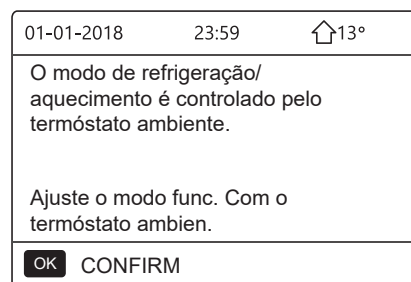 01-01-2018 23:59 13°
O modo de refrigeração/
aquecimento é controlado pelo
termóstato ambiente.
Ajuste o modo func. Com o
termóstato ambien.
OK CONFIRM